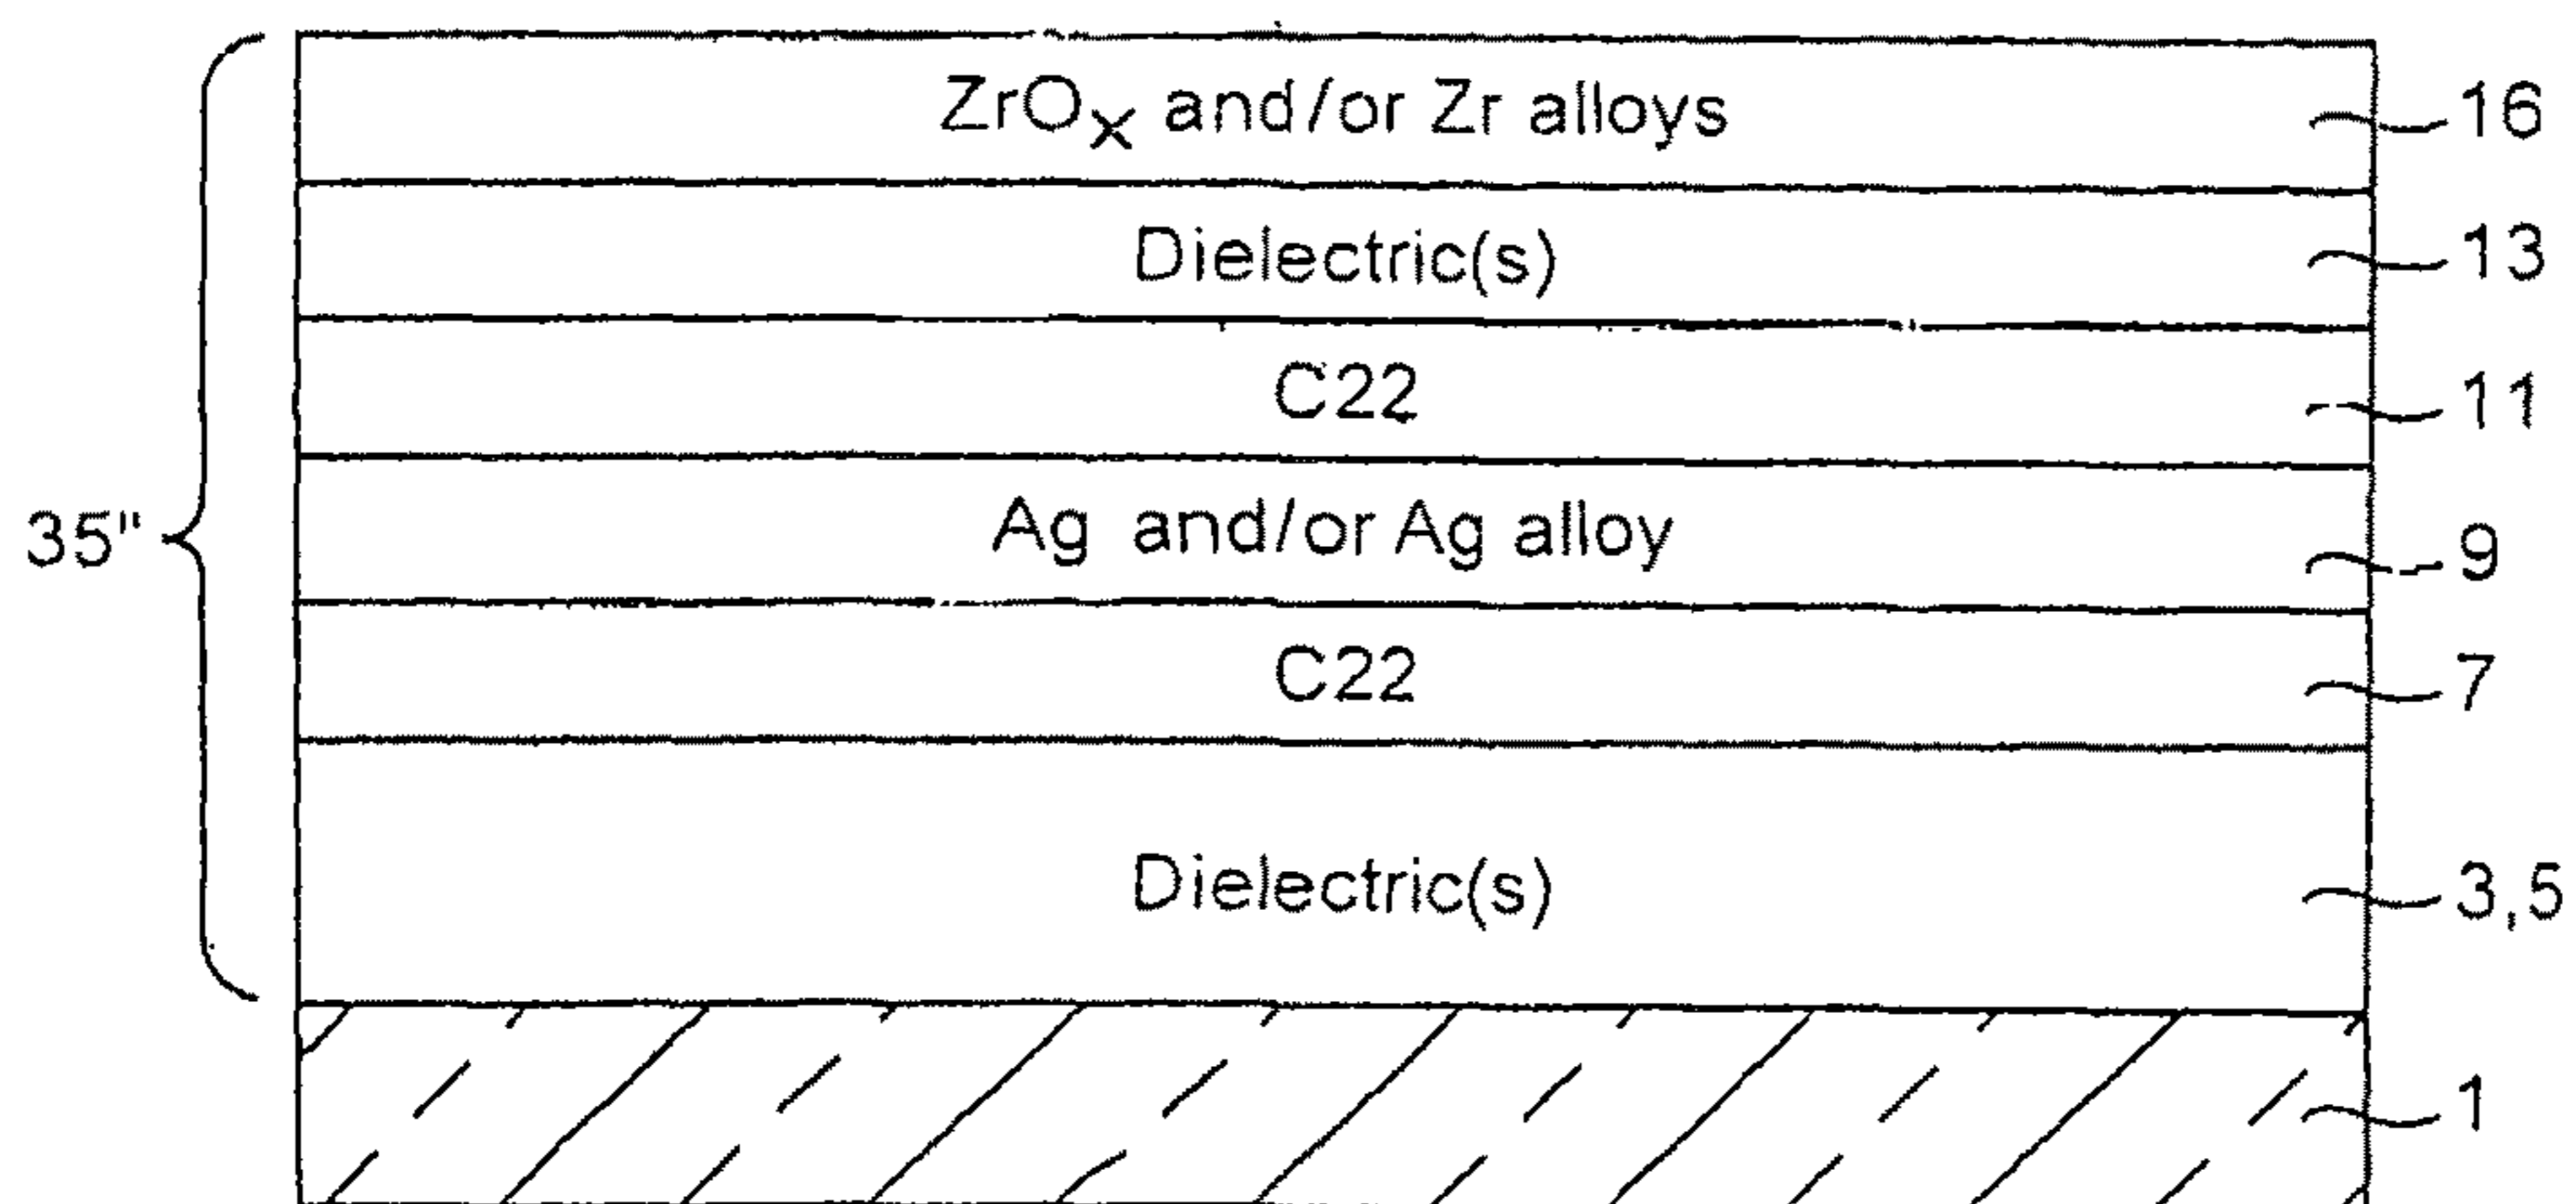 ZrOx and/or Zr alloys 16
Dielectric(s) 13
C22 11
35" Ag and/or Ag alloy 9
C22 7
Dielectric(s) 3,5
1